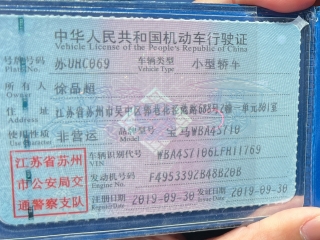 中华人民共和国机动车行驶证
Vehicle License of the People's Republic of China
号牌号码 苏UHC069 车辆类型 小型轿车
Plate No. Vehicle Type
所有人 徐品超
Owner
住址 江苏省苏州市吴中区郭巷北
Address
使用性质 非营运 品牌型号 宝马WBA4S710
Model
车辆识别代号
VIN
江苏省苏州
市公安局交
通警察支队
发动机号码 F4953392B48B20B
Engine No.
注册日期 2019-09-30 发证日期 2019-09-30
Register Date Issue Date